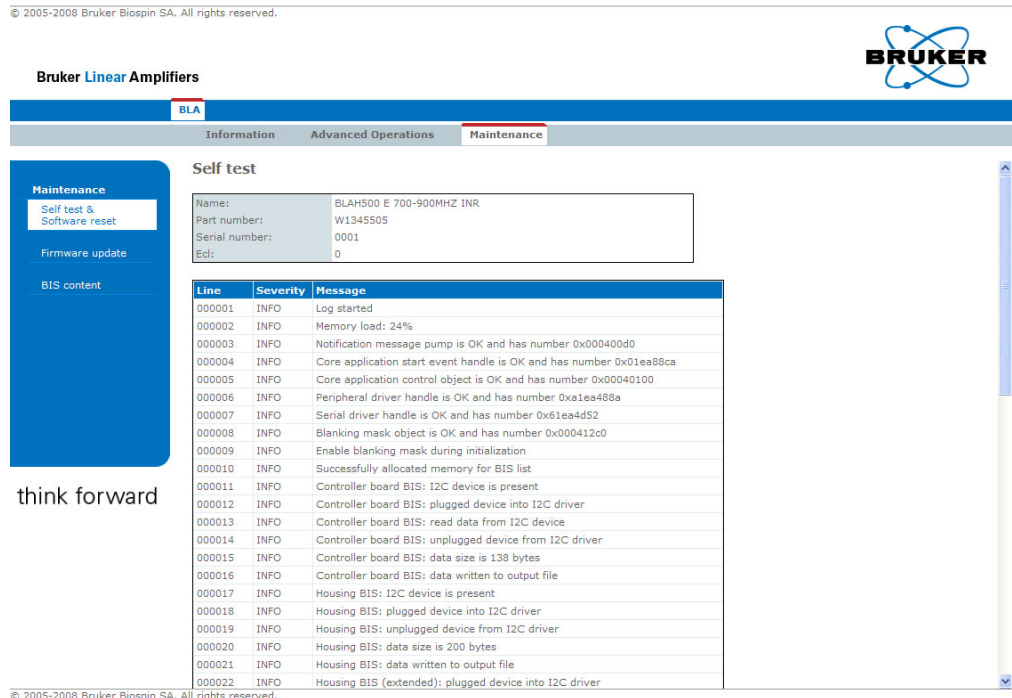 © 2005-2008 Bruker Biospin SA. All rights reserved.
BRUKER
Bruker Linear Amplifiers
BLA
Information Advanced Operations Maintenance
Maintenance
Self test &
Software reset
Firmware update
BIS content
think forward
Self test
Name: BLAH500 E 700-900MHZ INR
Part number: W1345505
Serial number: 0001
Ecl: 0
Line Severity Message
000001 INFO Log started
000002 INFO Memory load: 24%
000003 INFO Notification message pump is OK and has number 0x000400d0
000004 INFO Core application start event handle is OK and has number 0x01ea88ca
000005 INFO Core application control object is OK and has number 0x00040100
000006 INFO Peripheral driver handle is OK and has number 0xa1ea488a
000007 INFO Serial driver handle is OK and has number 0x61ea4d52
000008 INFO Blanking mask object is OK and has number 0x000412c0
000009 INFO Enable blanking mask during initialization
000010 INFO Successfully allocated memory for BIS list
000011 INFO Controller board BIS: I2C device is present
000012 INFO Controller board BIS: plugged device into I2C driver
000013 INFO Controller board BIS: read data from I2C device
000014 INFO Controller board BIS: unplugged device from I2C driver
000015 INFO Controller board BIS: data size is 138 bytes
000016 INFO Controller board BIS: data written to output file
000017 INFO Housing BIS: I2C device is present
000018 INFO Housing BIS: plugged device into I2C driver
000019 INFO Housing BIS: unplugged device from I2C driver
000020 INFO Housing BIS: data size is 200 bytes
000021 INFO Housing BIS: data written to output file
000022 INFO Housing BIS (extended): plugged device into I2C driver
© 2005-2008 Bruker Biospin SA. All rights reserved.